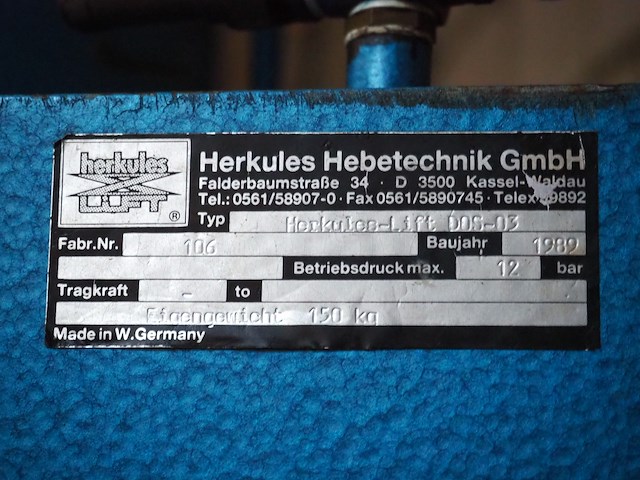 herkules
LIFT ®
Herkules Hebetechnik GmbH
Falderbaumstraße 34 · D 3500 Kassel-Waldau
Tel.: 0561/58907-0 · Fax 0561/5890745 · Telex 99892
Typ Herkules-Lift DOS-03
Fabr.Nr. 106 Baujahr 1989
Betriebsdruck max. 12 bar
Tragkraft - to
Eigengewicht 150 kg
Made in W.Germany